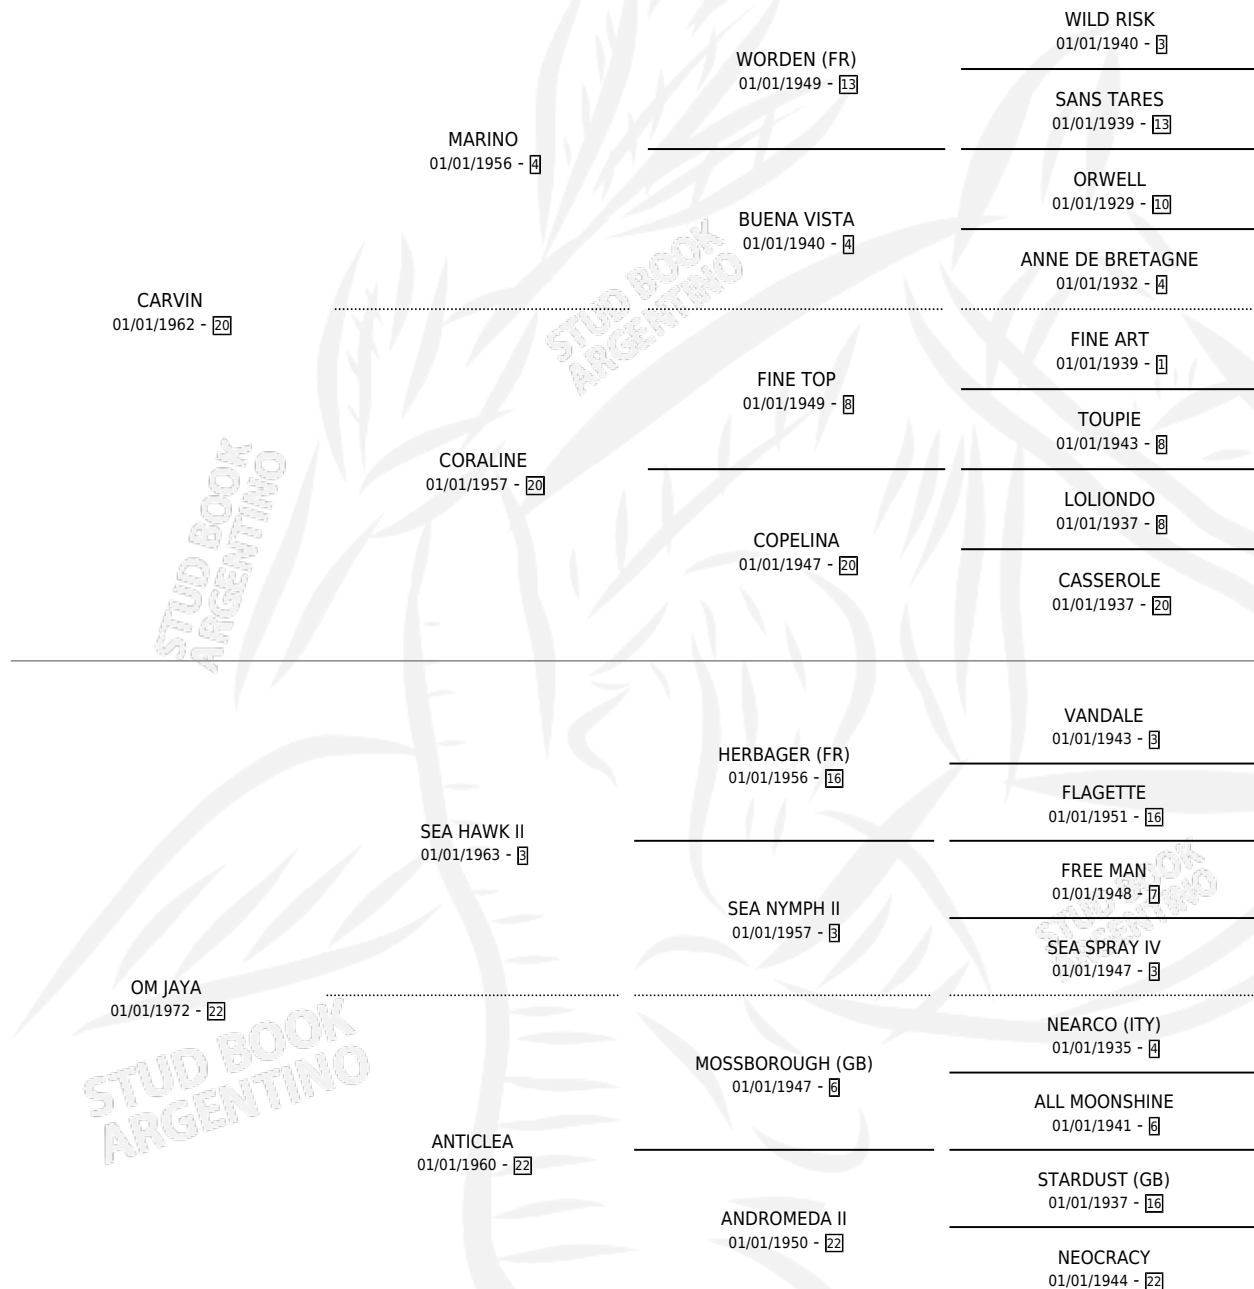 WILD RISK
01/01/1940 - 3
WORDEN (FR)
01/01/1949 - 13
SANS TARES
01/01/1939 - 13
MARINO
01/01/1956 - 4
ORWELL
01/01/1929 - 10
BUENA VISTA
01/01/1940 - 4
ANNE DE BRETAGNE
01/01/1932 - 4
CARVIN
01/01/1962 - 20
FINE ART
01/01/1939 - 1
FINE TOP
01/01/1949 - 8
TOUPIE
01/01/1943 - 8
CORALINE
01/01/1957 - 20
LOLIONDO
01/01/1937 - 8
COPELINA
01/01/1947 - 20
CASSEROLE
01/01/1937 - 20
VANDALE
01/01/1943 - 3
HERBAGER (FR)
01/01/1956 - 16
FLAGETTE
01/01/1951 - 16
SEA HAWK II
01/01/1963 - 3
FREE MAN
01/01/1948 - 7
SEA NYMPH II
01/01/1957 - 3
SEA SPRAY IV
01/01/1947 - 3
OM JAYA
01/01/1972 - 22
NEARCO (ITY)
01/01/1935 - 4
MOSSBOROUGH (GB)
01/01/1947 - 6
ALL MOONSHINE
01/01/1941 - 6
ANTICLEA
01/01/1960 - 22
STARDUST (GB)
01/01/1937 - 16
ANDROMEDA II
01/01/1950 - 22
NEOCRACY
01/01/1944 - 22
STUD BOOK
ARGENTINO
STUD BOOK
ARGENTINO
STUD BOOK
ARGENTINO
STUD BOOK
ARGENTINO